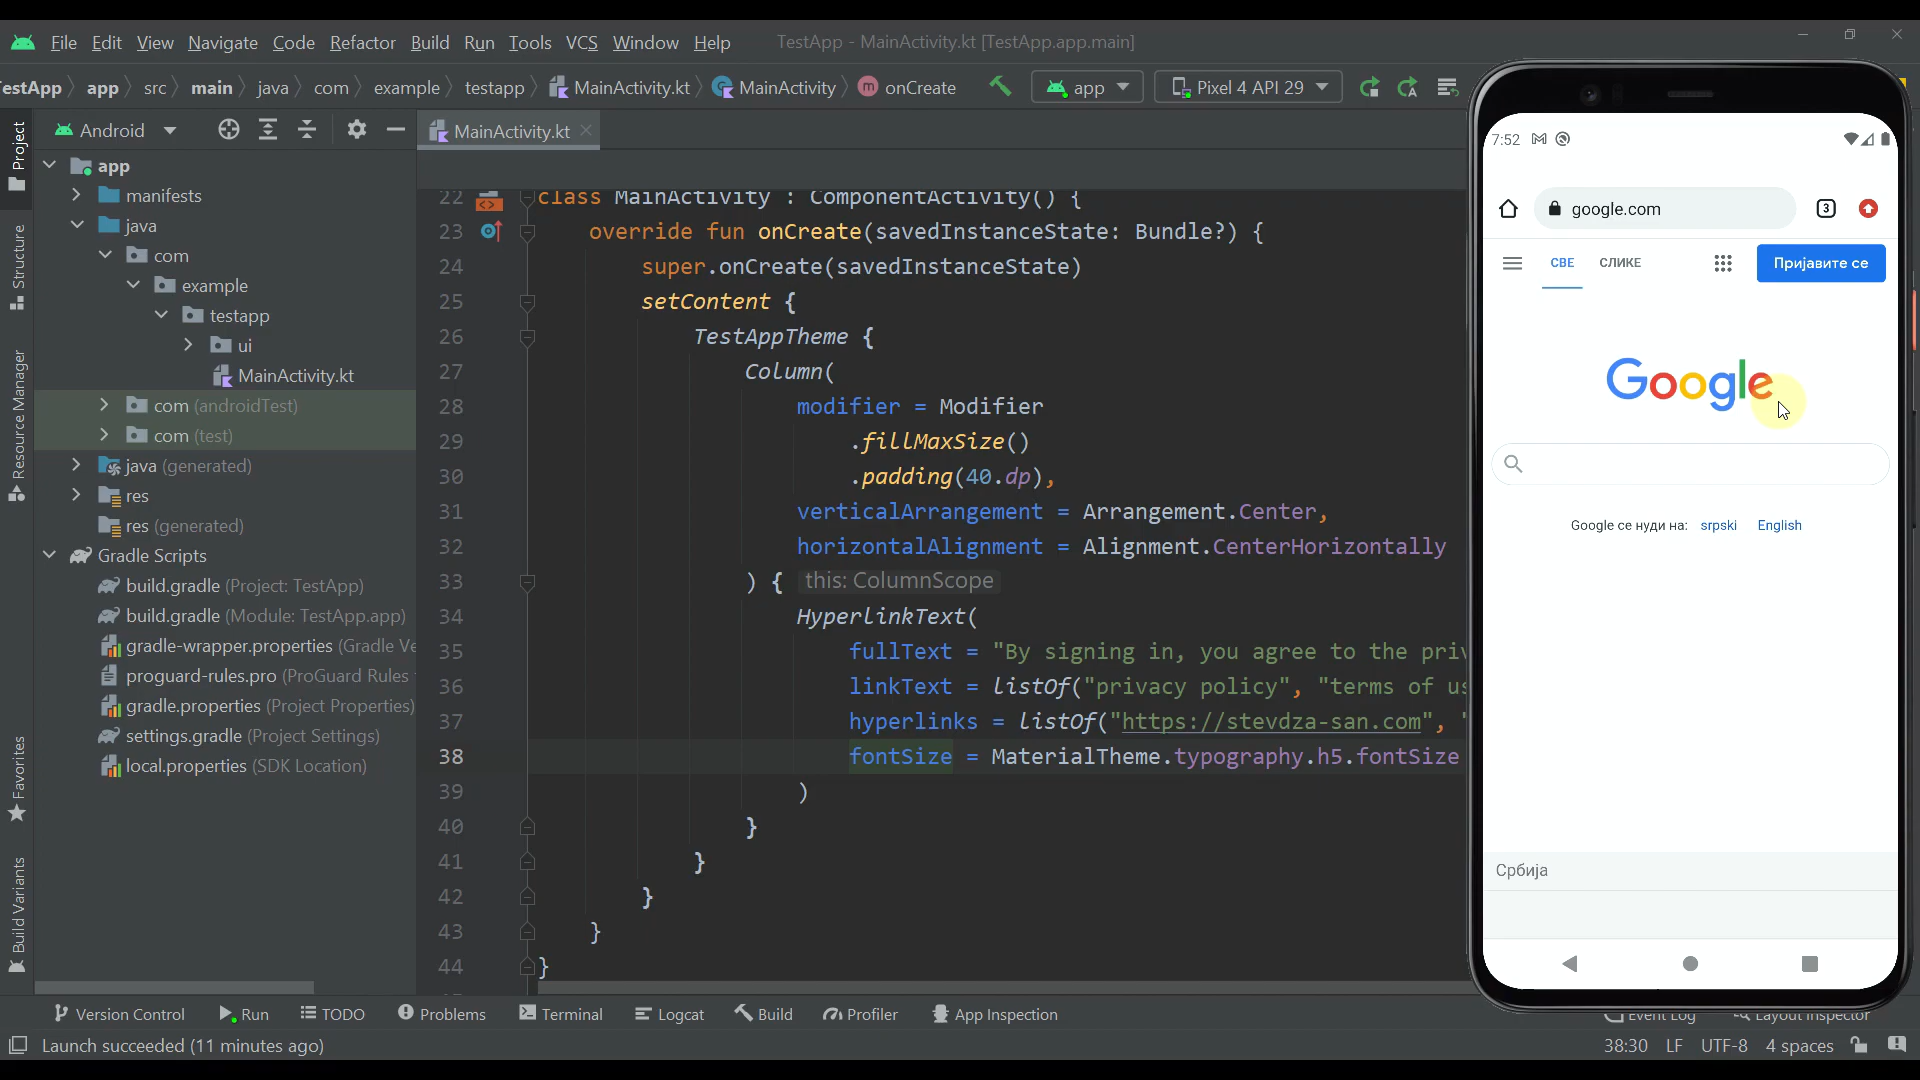 File Edit View Navigate Code Refactor Build Run Tools VCS Window Help TestApp - MainActivity.kt [TestApp.app.main]
estApp app src main java com example testapp MainActivity.kt MainActivity onCreate app Pixel 4 API 29
Project
Structure
Resource Manager
Favorites
Build Variants
Android
app
manifests
java
com
example
testapp
ui
MainActivity.kt
com (androidTest)
com (test)
java (generated)
res
res (generated)
Gradle Scripts
build.gradle (Project: TestApp)
build.gradle (Module: TestApp.app)
gradle-wrapper.properties (Gradle Ve
proguard-rules.pro (ProGuard Rules
gradle.properties (Project Properties)
settings.gradle (Project Settings)
local.properties (SDK Location)
MainActivity.kt
22 class MainActivity : ComponentActivity() {
23 override fun onCreate(savedInstanceState: Bundle?) {
24 super.onCreate(savedInstanceState)
25 setContent {
26 TestAppTheme {
27 Column(
28 modifier = Modifier
29 .fillMaxSize()
30 .padding(40.dp),
31 verticalArrangement = Arrangement.Center,
32 horizontalAlignment = Alignment.CenterHorizontally
33 ) { this: ColumnScope
34 HyperlinkText(
35 fullText = "By signing in, you agree to the pri
36 linkText = listOf("privacy policy", "terms of us
37 hyperlinks = listOf("https://stevdza-san.com", "
38 fontSize = MaterialTheme.typography.h5.fontSize
39 )
40 }
41 }
42 }
43 }
44 }
7:52
google.com 3
СВЕ СЛИКЕ Пријавите се
Google
Google се нуди на: srpski English
Србија
Version Control Run TODO Problems Terminal Logcat Build Profiler App Inspection Event Log Layout Inspector
Launch succeeded (11 minutes ago) 38:30 LF UTF-8 4 spaces